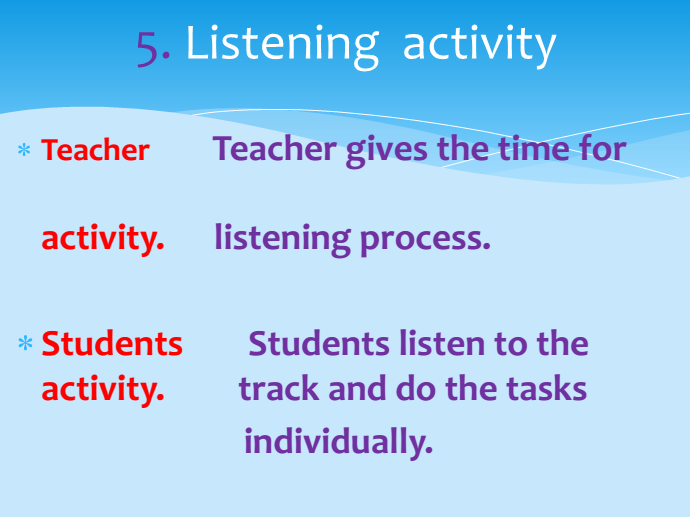 5. Listening activity
* Teacher Teacher gives the time for
activity. listening process.
* Students Students listen to the
activity. track and do the tasks
individually.